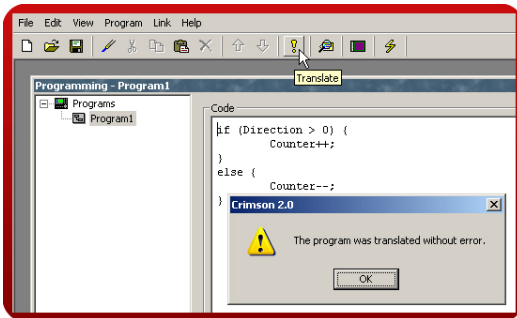 File Edit View Program Link Help
Translate
Programming - Program1
Programs
Program1
Code
if (Direction > 0) {
Counter++;
}
else {
Counter--;
}
Crimson 2.0
The program was translated without error.
OK